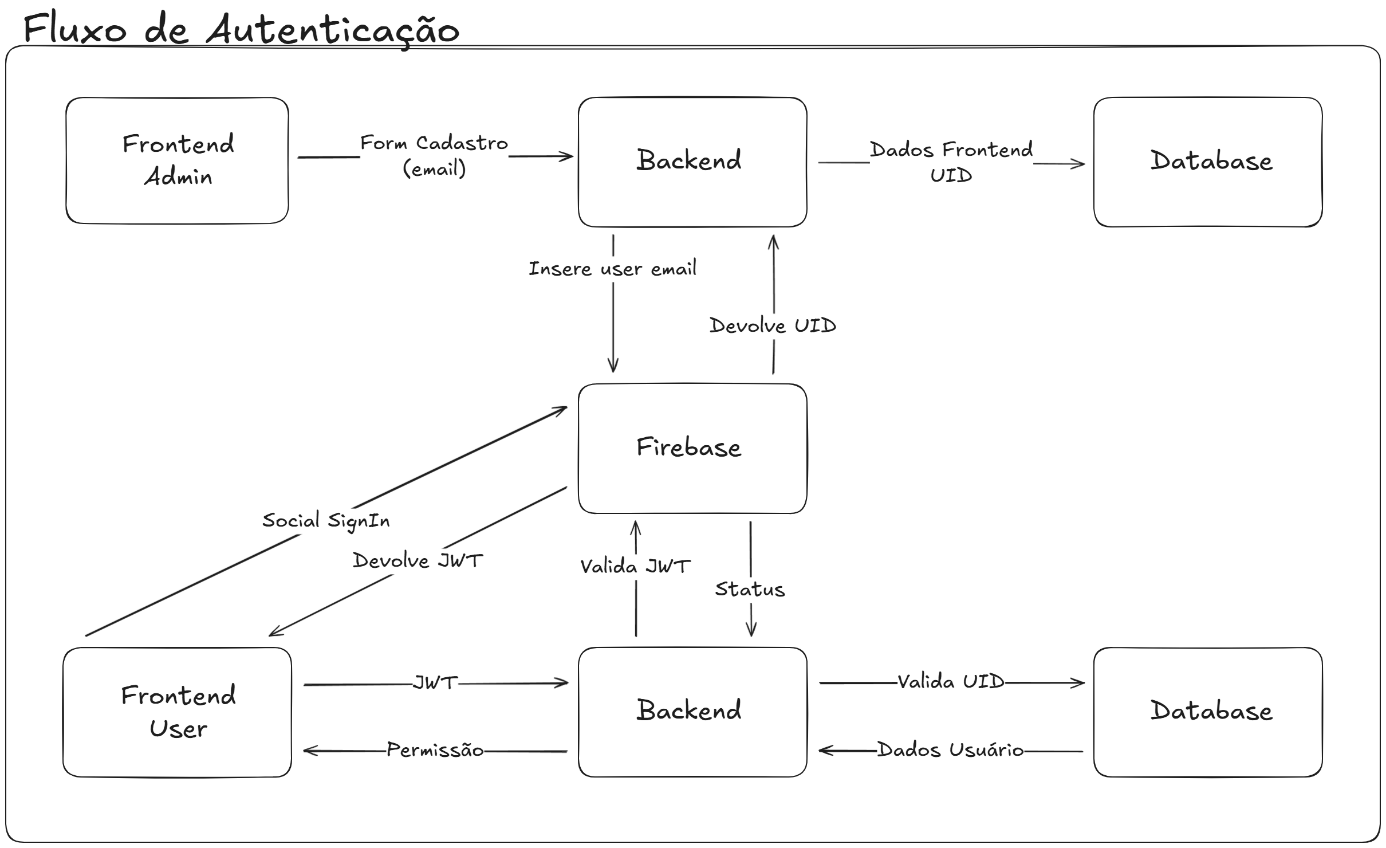 Fluxo de Autenticação
Frontend
Admin
Form Cadastro
(email)
Backend
Dados Frontend
UID
Database
Insere user email
Devolve UID
Firebase
Social SignIn
Devolve JWT
Valida JWT
Status
Frontend
User
JWT
Permissão
Backend
Valida UID
Dados Usuário
Database